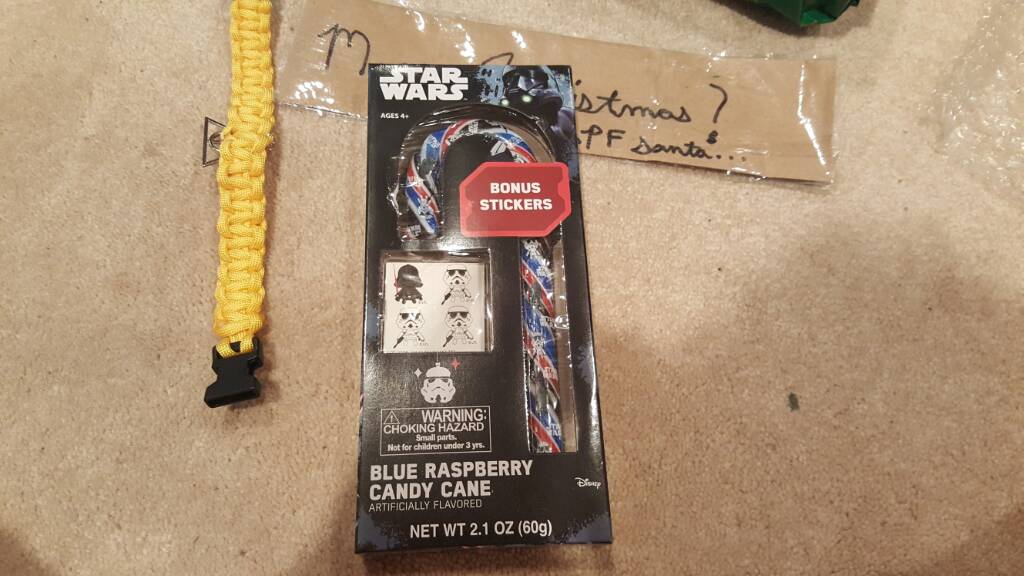 STAR
WARS
AGES 4+
BONUS
STICKERS
WARNING:
CHOKING HAZARD
Small parts.
Not for children under 3 yrs.
BLUE RASPBERRY
CANDY CANE
ARTIFICIALLY FLAVORED
Disney
NET WT 2.1 OZ (60g)
M istmas ?
PF santa...